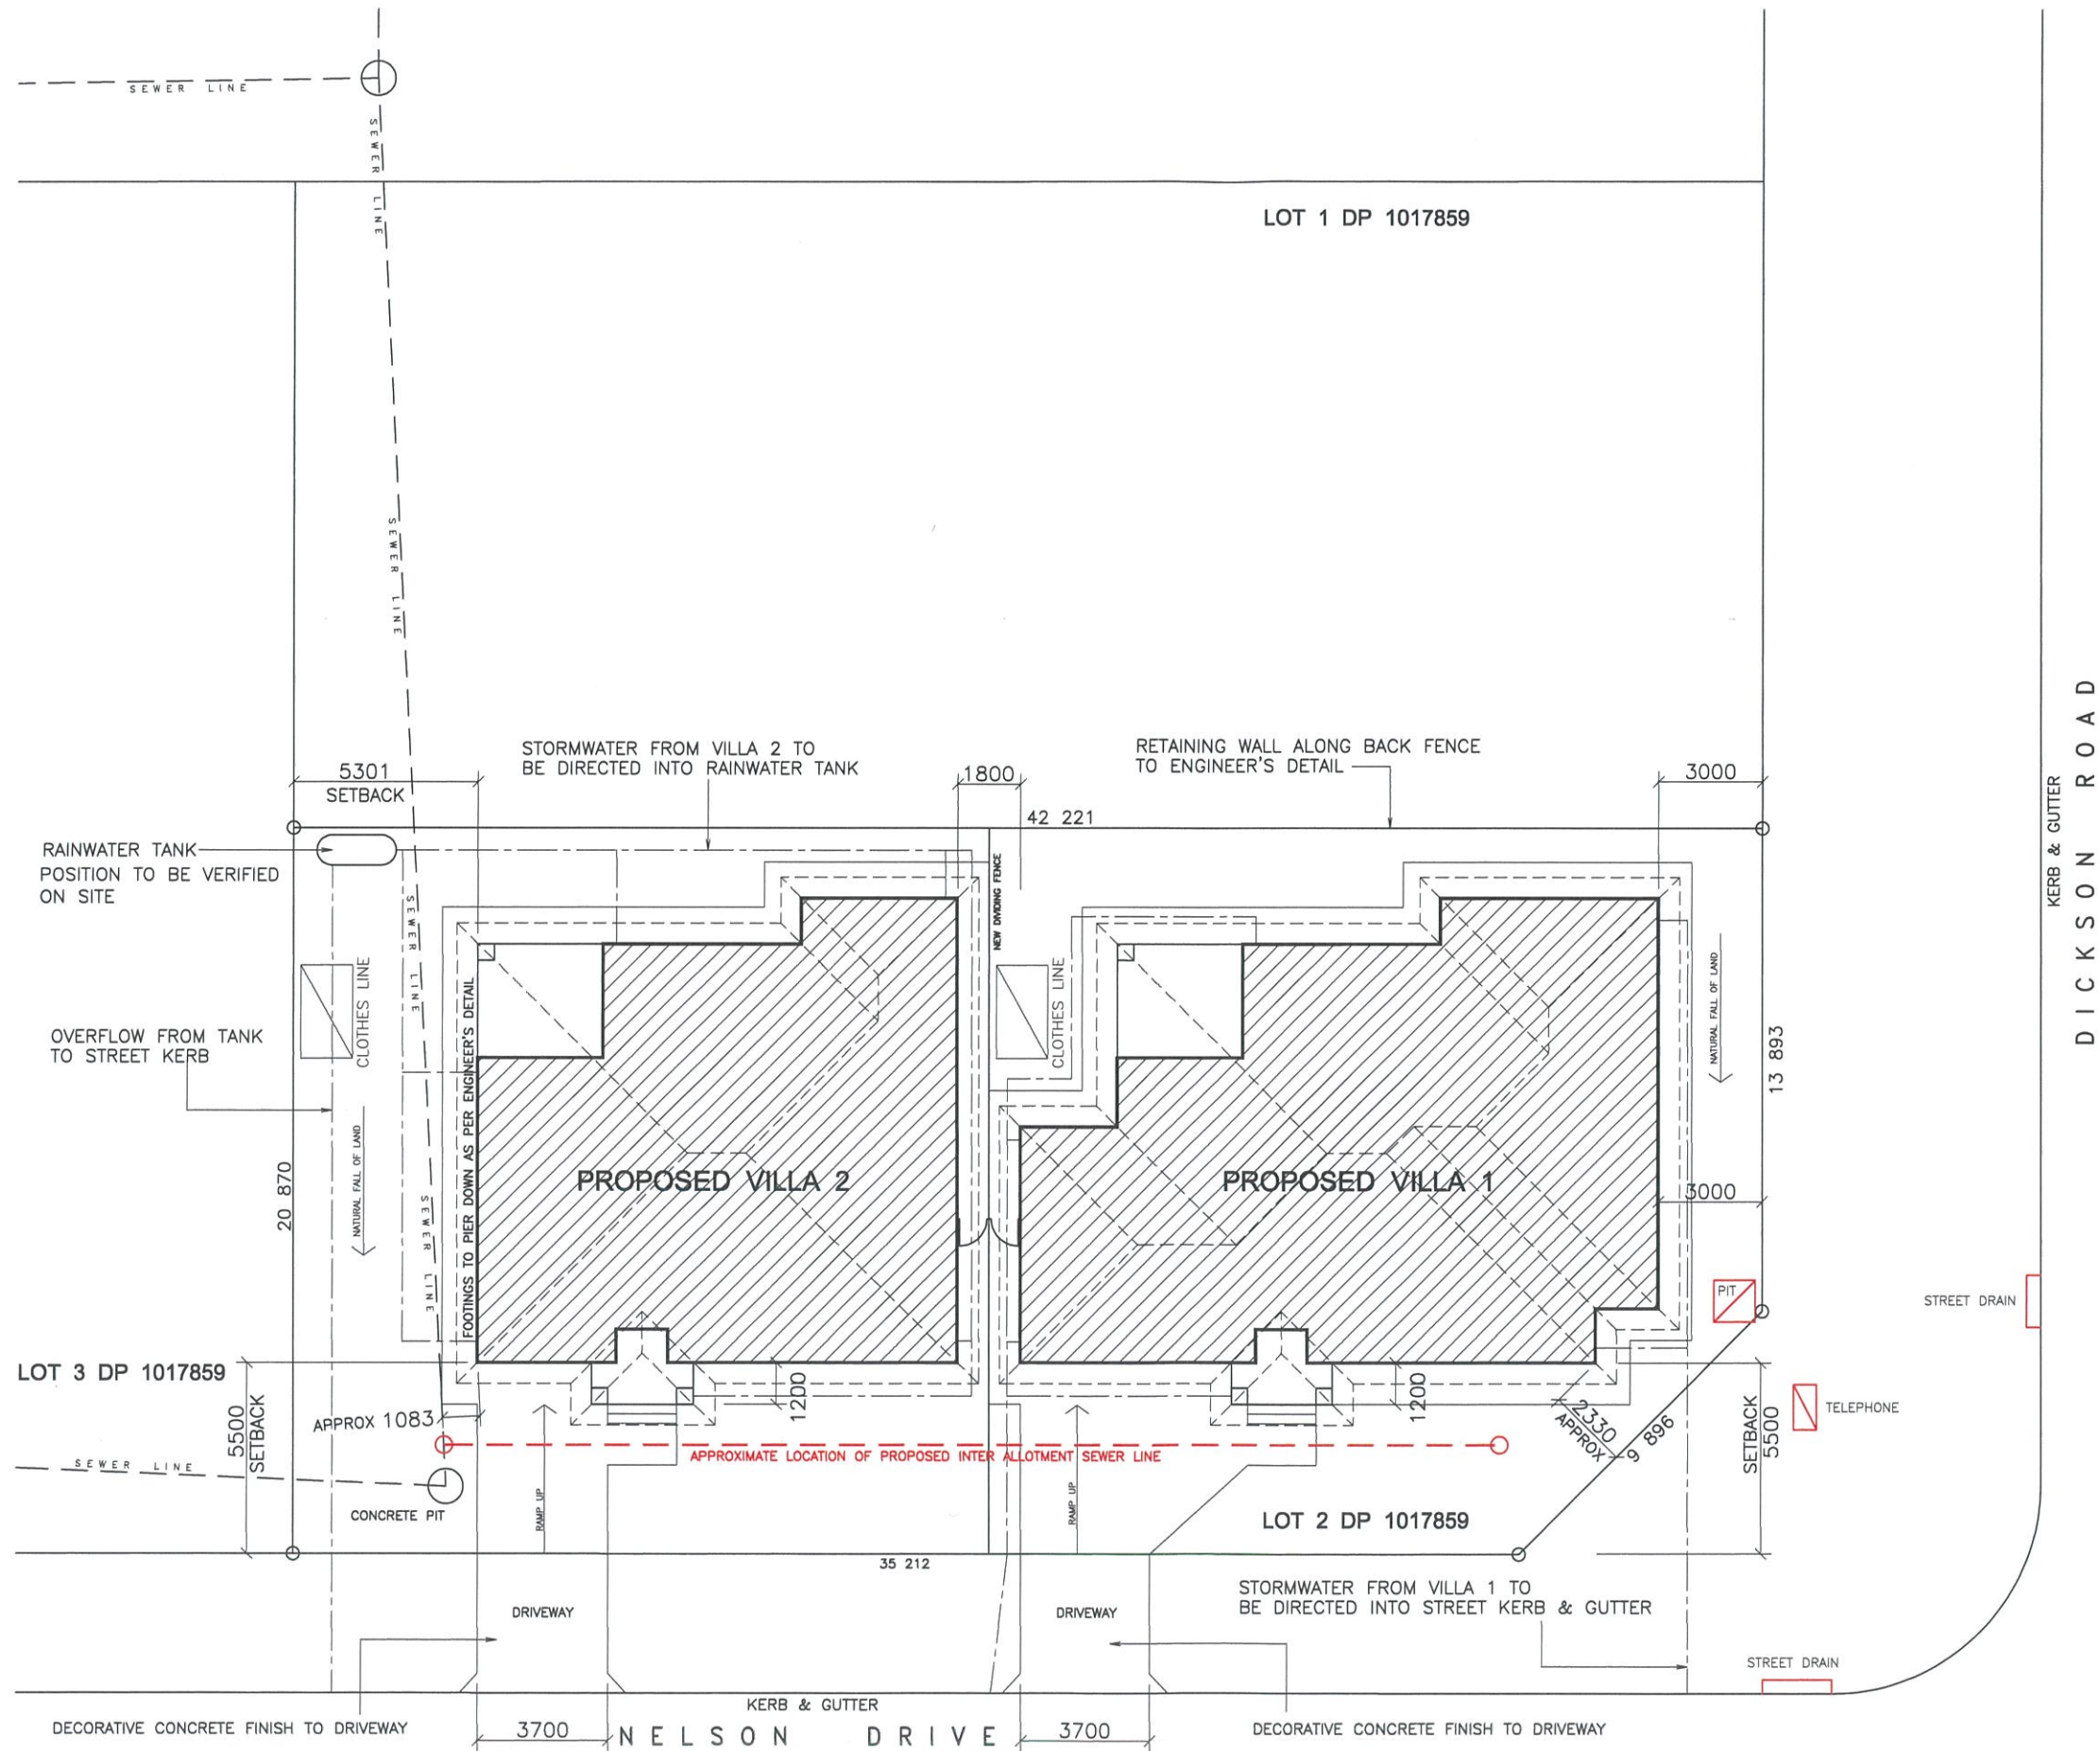 SEWER LINE
SEWER LINE
LOT 1 DP 1017859
SEWER LINE
DICKSON ROAD
KERB & GUTTER
STORMWATER FROM VILLA 2 TO
BE DIRECTED INTO RAINWATER TANK
RETAINING WALL ALONG BACK FENCE
TO ENGINEER'S DETAIL
5301
SETBACK
1800
3000
42 221
RAINWATER TANK
POSITION TO BE VERIFIED
ON SITE
SEWER LINE
NEW DIVIDING FENCE
CLOTHES LINE
CLOTHES LINE
FOOTINGS TO PIER DOWN AS PER ENGINEER'S DETAIL
NATURAL FALL OF LAND
13 893
OVERFLOW FROM TANK
TO STREET KERB
NATURAL FALL OF LAND
20 870
PROPOSED VILLA 2
PROPOSED VILLA 1
3000
SEWER LINE
PIT
STREET DRAIN
LOT 3 DP 1017859
5500
SETBACK
APPROX 1083
1200
1200
2330
APPROX
9 896
SETBACK
5500
TELEPHONE
APPROXIMATE LOCATION OF PROPOSED INTER ALLOTMENT SEWER LINE
SEWER LINE
CONCRETE PIT
RAMP UP
RAMP UP
LOT 2 DP 1017859
35 212
STORMWATER FROM VILLA 1 TO
BE DIRECTED INTO STREET KERB & GUTTER
DRIVEWAY
DRIVEWAY
STREET DRAIN
KERB & GUTTER
DECORATIVE CONCRETE FINISH TO DRIVEWAY
3700
NELSON DRIVE
3700
DECORATIVE CONCRETE FINISH TO DRIVEWAY